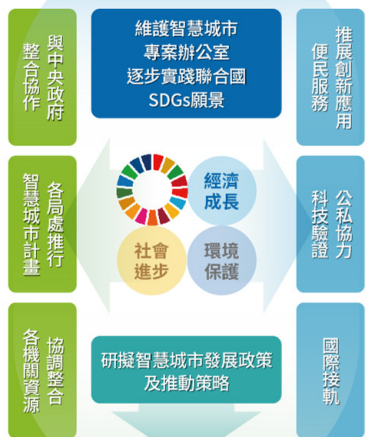 與中央政府
整合協作
維護智慧城市
專案辦公室
逐步實踐聯合國
SDGs願景
推展創新應用
便民服務
各局處推行
智慧城市計畫
經濟
成長
社會
進步
環境
保護
公私協力
科技驗證
協調整合
各機關資源
研擬智慧城市發展政策
及推動策略
國際接軌